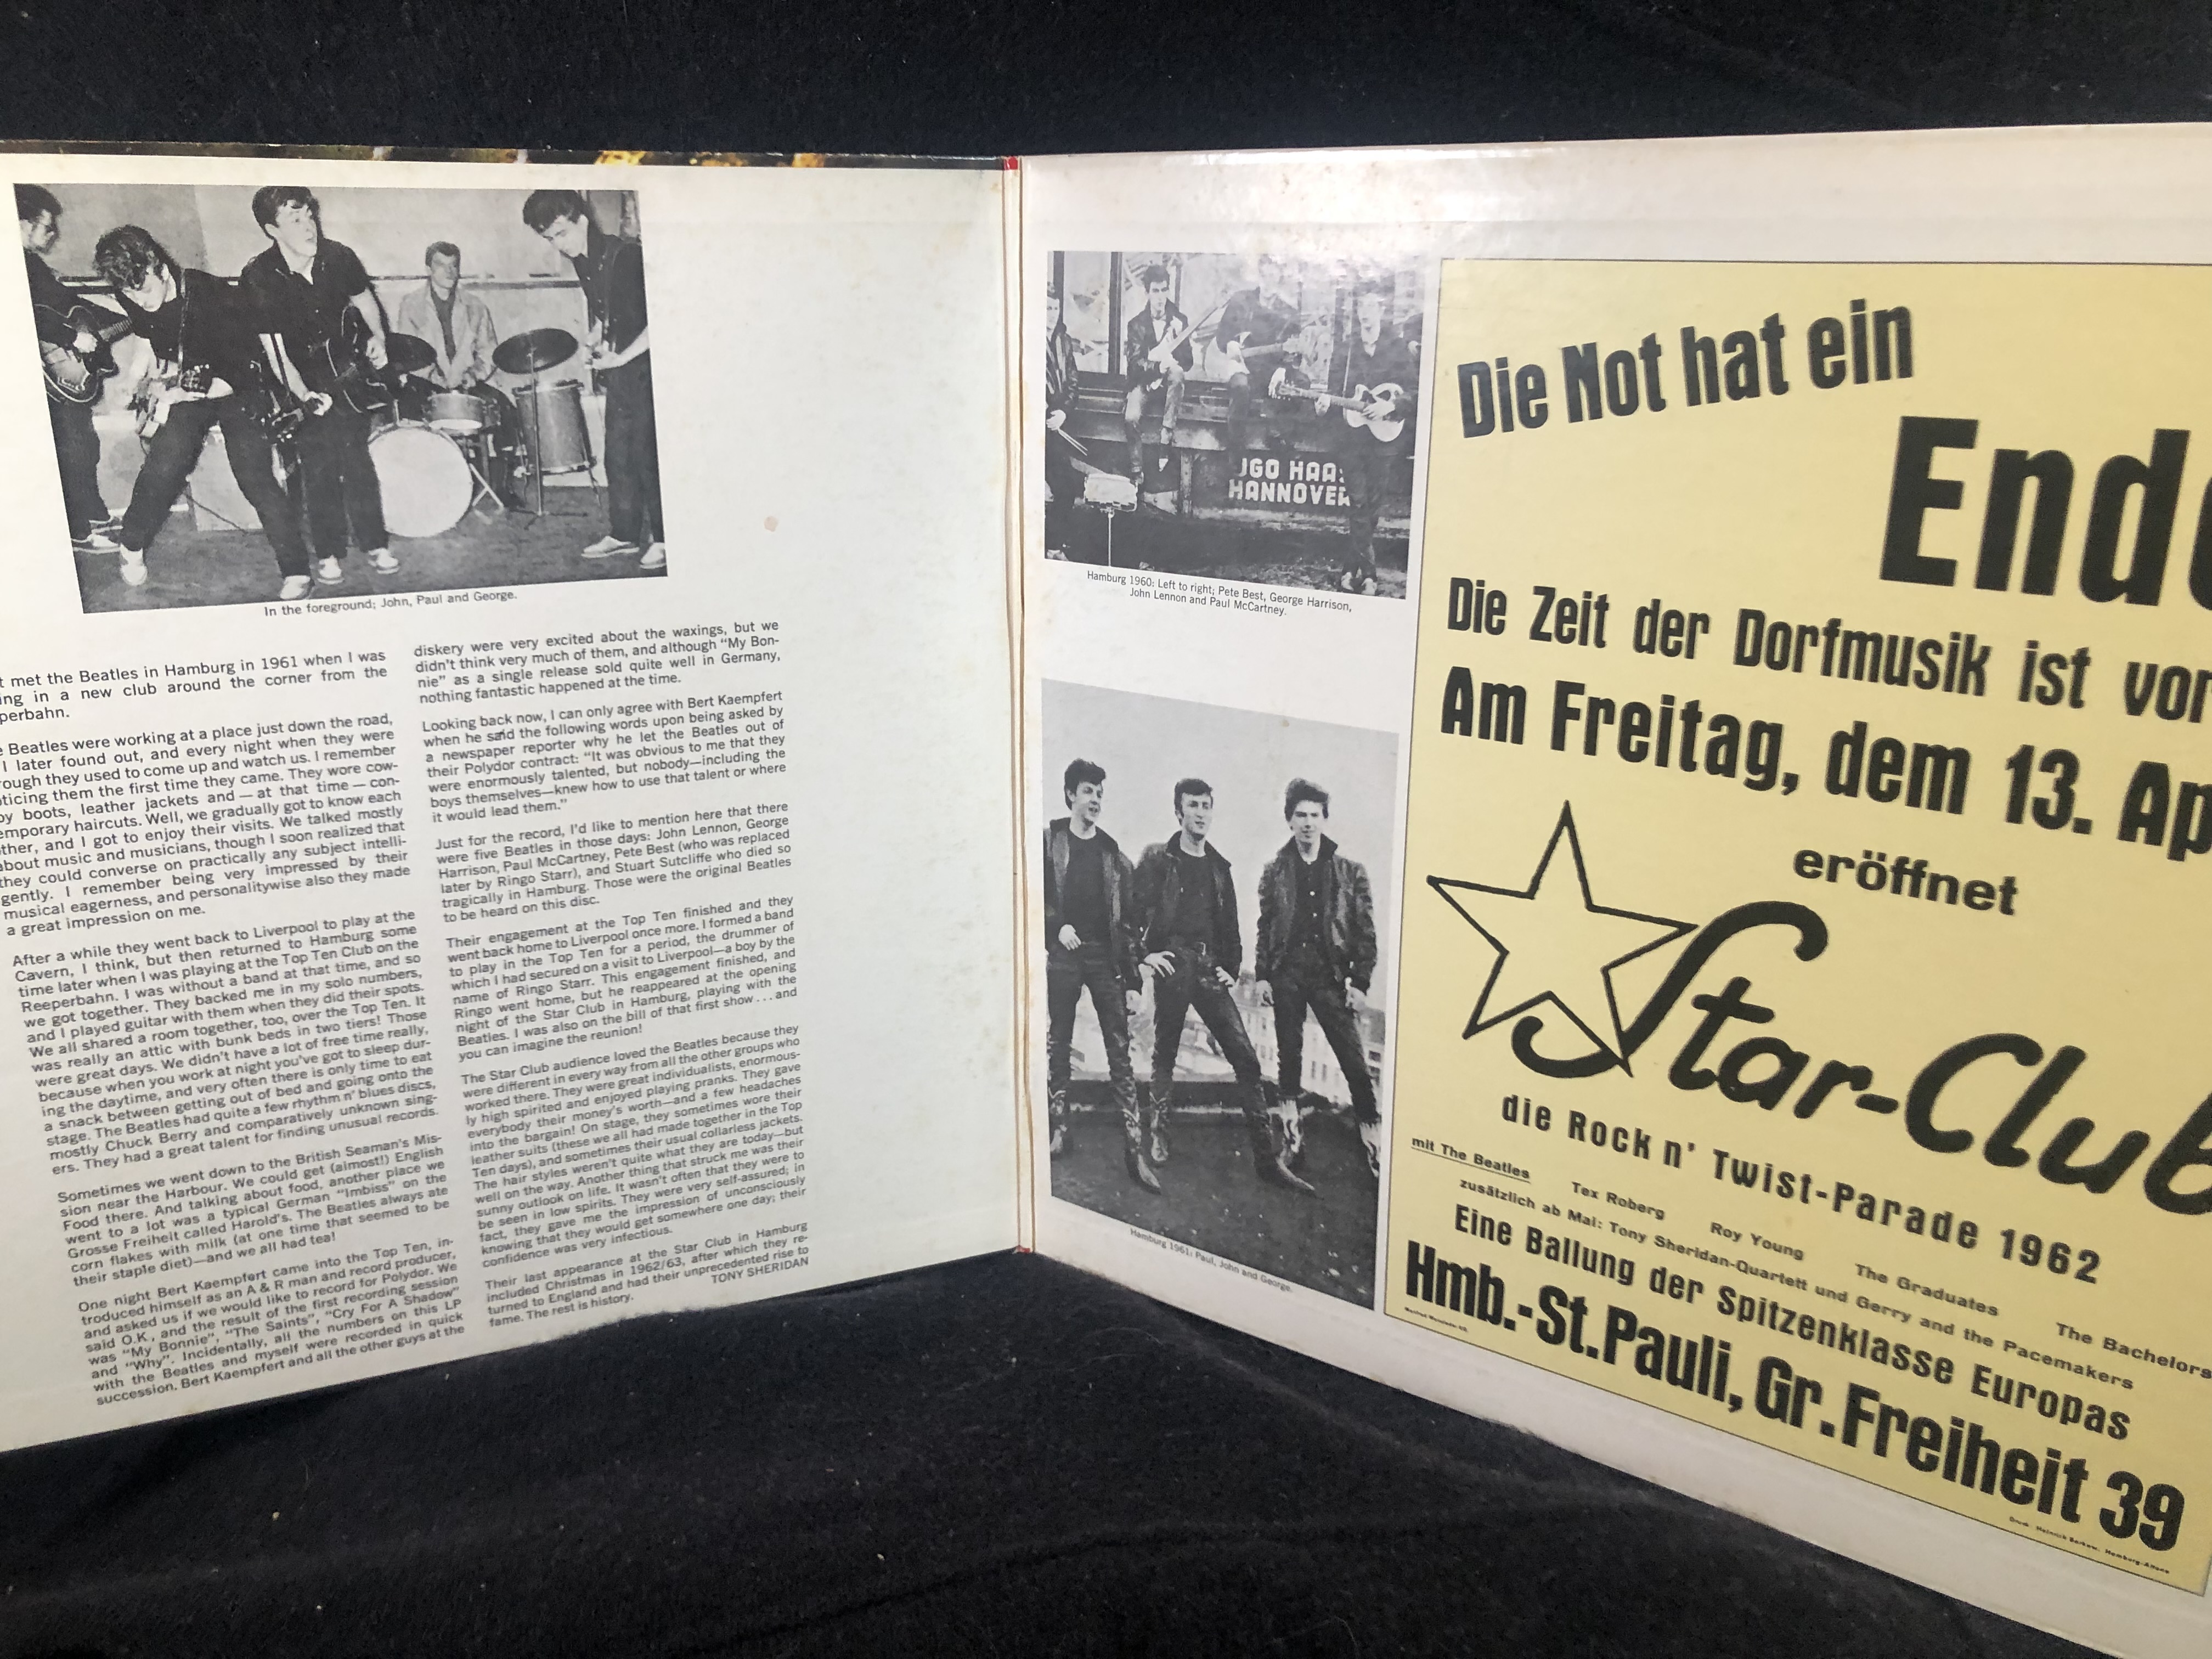 In the foreground; John, Paul and George.
t met the Beatles in Hamburg in 1961 when I was
ing in a new club around the corner from the
perbahn.
e Beatles were working at a place just down the road,
I later found out, and every night when they were
rough they used to come up and watch us. I remember
oticing them the first time they came. They wore cow-
oy boots, leather jackets and — at that time — con-
emporary haircuts. Well, we gradually got to know each
ther, and I got to enjoy their visits. We talked mostly
about music and musicians, though I soon realized that
they could converse on practically any subject intelli-
gently. I remember being very impressed by their
musical eagerness, and personalitywise also they made
a great impression on me.
After a while they went back to Liverpool to play at the
Cavern, I think, but then returned to Hamburg some
time later when I was playing at the Top Ten Club on the
Reeperbahn. I was without a band at that time, and so
we got together. They backed me in my solo numbers,
and I played guitar with them when they did their spots.
We all shared a room together, too, over the Top Ten. It
was really an attic with bunk beds in two tiers! Those
were great days. We didn't have a lot of free time really,
because when you work at night you've got to sleep dur-
ing the daytime, and very often there is only time to eat
a snack between getting out of bed and going onto the
stage. The Beatles had quite a few rhythm n' blues discs,
mostly Chuck Berry and comparatively unknown sing-
ers. They had a great talent for finding unusual records.
Sometimes we went down to the British Seaman's Mis-
sion near the Harbour. We could get (almost!) English
Food there. And talking about food, another place we
went to a lot was a typical German "Imbiss" on the
Grosse Freiheit called Harold's. The Beatles always ate
corn flakes with milk (at one time that seemed to be
their staple diet)—and we all had tea!
One night Bert Kaempfert came into the Top Ten, in-
troduced himself as an A & R man and record producer,
and asked us if we would like to record for Polydor. We
said O.K., and the result of the first recording session
was "My Bonnie", "The Saints", "Cry For A Shadow"
and "Why". Incidentally, all the numbers on this LP
with the Beatles and myself were recorded in quick
succession. Bert Kaempfert and all the other guys at the
diskery were very excited about the waxings, but we
didn't think very much of them, and although "My Bon-
nie" as a single release sold quite well in Germany,
nothing fantastic happened at the time.
Looking back now, I can only agree with Bert Kaempfert
when he said the following words upon being asked by
a newspaper reporter why he let the Beatles out of
their Polydor contract: "It was obvious to me that they
were enormously talented, but nobody—including the
boys themselves—knew how to use that talent or where
it would lead them."
Just for the record, I'd like to mention here that there
were five Beatles in those days: John Lennon, George
Harrison, Paul McCartney, Pete Best (who was replaced
later by Ringo Starr), and Stuart Sutcliffe who died so
tragically in Hamburg. Those were the original Beatles
to be heard on this disc.
Their engagement at the Top Ten finished and they
went back home to Liverpool once more. I formed a band
to play in the Top Ten for a period, the drummer of
which I had secured on a visit to Liverpool—a boy by the
name of Ringo Starr. This engagement finished, and
Ringo went home, but he reappeared at the opening
night of the Star Club in Hamburg, playing with the
Beatles. I was also on the bill of that first show . . . and
you can imagine the reunion!
The Star Club audience loved the Beatles because they
were different in every way from all the other groups who
worked there. They were great individualists, enormous-
ly high spirited and enjoyed playing pranks. They gave
everybody their money's worth—and a few headaches
into the bargain! On stage, they sometimes wore their
leather suits (these we all had made together in the Top
Ten days), and sometimes their usual collarless jackets.
The hair styles weren't quite what they are today—but
well on the way. Another thing that struck me was their
sunny outlook on life. It wasn't often that they were to
be seen in low spirits. They were very self-assured; in
fact, they gave me the impression of unconsciously
knowing that they would get somewhere one day; their
confidence was very infectious.
Their last appearance at the Star Club in Hamburg
included Christmas in 1962/63, after which they re-
turned to England and had their unprecedented rise to
fame. The rest is history.
TONY SHERIDAN
JGO HAA
HANNOVER
Hamburg 1960; Left to right; Pete Best, George Harrison,
John Lennon and Paul McCartney.
Hamburg 1961; Paul, John and George.
Die Not hat ein
Ende
Die Zeit der Dorfmusik ist vor
Am Freitag, dem 13. Ap
eröffnet
Star-Club
die Rock n' Twist-Parade 1962
mit The Beatles Tex Roberg Roy Young The Graduates The Bachelors
zusätzlich ab Mai: Tony Sheridan-Quartett und Gerry and the Pacemakers
Eine Ballung der Spitzenklasse Europas
Hmb.-St.Pauli, Gr.Freiheit 39